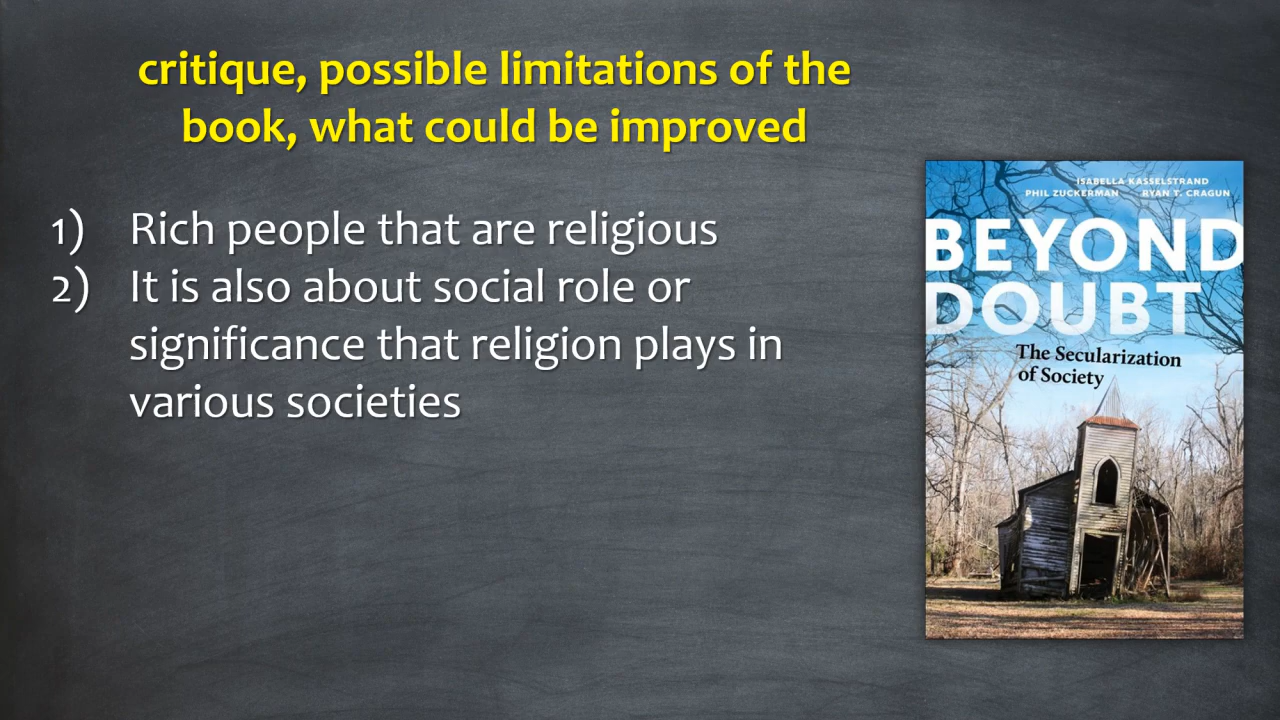 critique, possible limitations of the
book, what could be improved
1) Rich people that are religious
2) It is also about social role or
significance that religion plays in
various societies
ISABELLA KASSELSTRAND
PHIL ZUCKERMAN RYAN T. CRAGUN
BEYOND
DOUBT
The Secularization
of Society